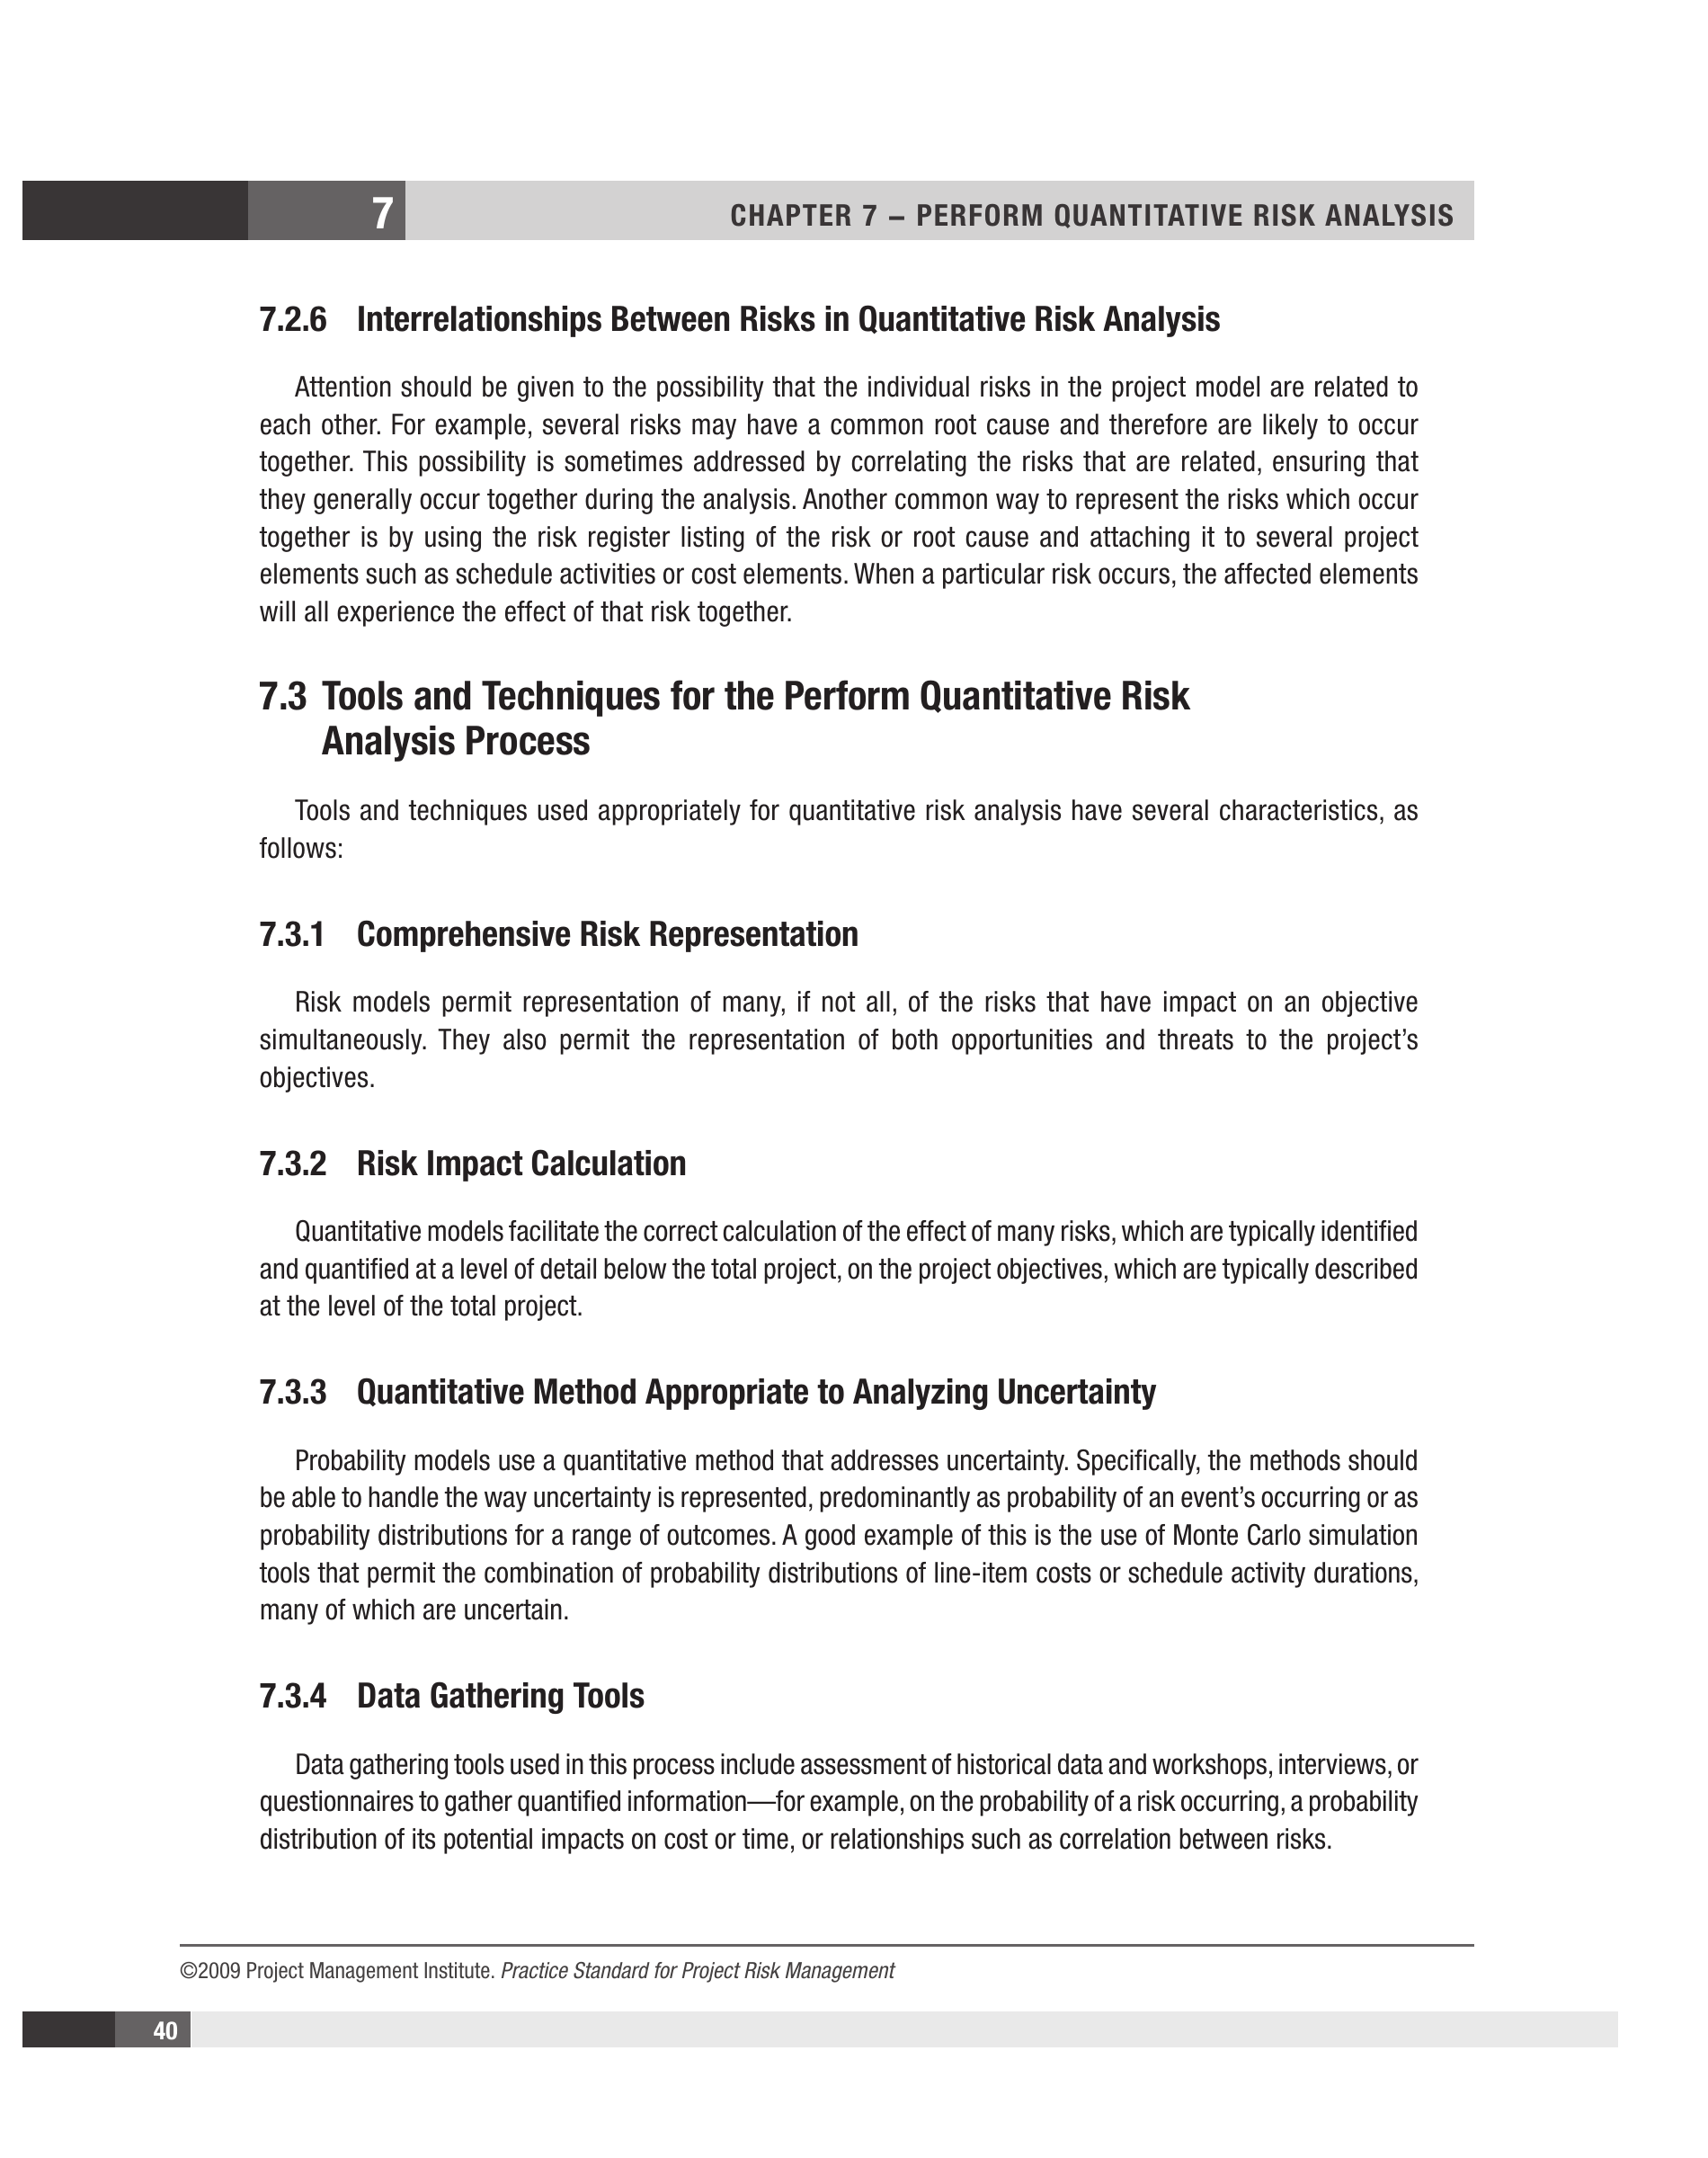 7
CHAPTER 7 – PERFORM QUANTITATIVE RISK ANALYSIS
7.2.6 Interrelationships Between Risks in Quantitative Risk Analysis
Attention should be given to the possibility that the individual risks in the project model are related to
each other. For example, several risks may have a common root cause and therefore are likely to occur
together. This possibility is sometimes addressed by correlating the risks that are related, ensuring that
they generally occur together during the analysis. Another common way to represent the risks which occur
together is by using the risk register listing of the risk or root cause and attaching it to several project
elements such as schedule activities or cost elements. When a particular risk occurs, the affected elements
will all experience the effect of that risk together.
7.3 Tools and Techniques for the Perform Quantitative Risk
Analysis Process
Tools and techniques used appropriately for quantitative risk analysis have several characteristics, as
follows:
7.3.1 Comprehensive Risk Representation
Risk models permit representation of many, if not all, of the risks that have impact on an objective
simultaneously. They also permit the representation of both opportunities and threats to the project’s
objectives.
7.3.2 Risk Impact Calculation
Quantitative models facilitate the correct calculation of the effect of many risks, which are typically identified
and quantified at a level of detail below the total project, on the project objectives, which are typically described
at the level of the total project.
7.3.3 Quantitative Method Appropriate to Analyzing Uncertainty
Probability models use a quantitative method that addresses uncertainty. Specifically, the methods should
be able to handle the way uncertainty is represented, predominantly as probability of an event’s occurring or as
probability distributions for a range of outcomes. A good example of this is the use of Monte Carlo simulation
tools that permit the combination of probability distributions of line-item costs or schedule activity durations,
many of which are uncertain.
7.3.4 Data Gathering Tools
Data gathering tools used in this process include assessment of historical data and workshops, interviews, or
questionnaires to gather quantified information—for example, on the probability of a risk occurring, a probability
distribution of its potential impacts on cost or time, or relationships such as correlation between risks.
©2009 Project Management Institute. Practice Standard for Project Risk Management
40